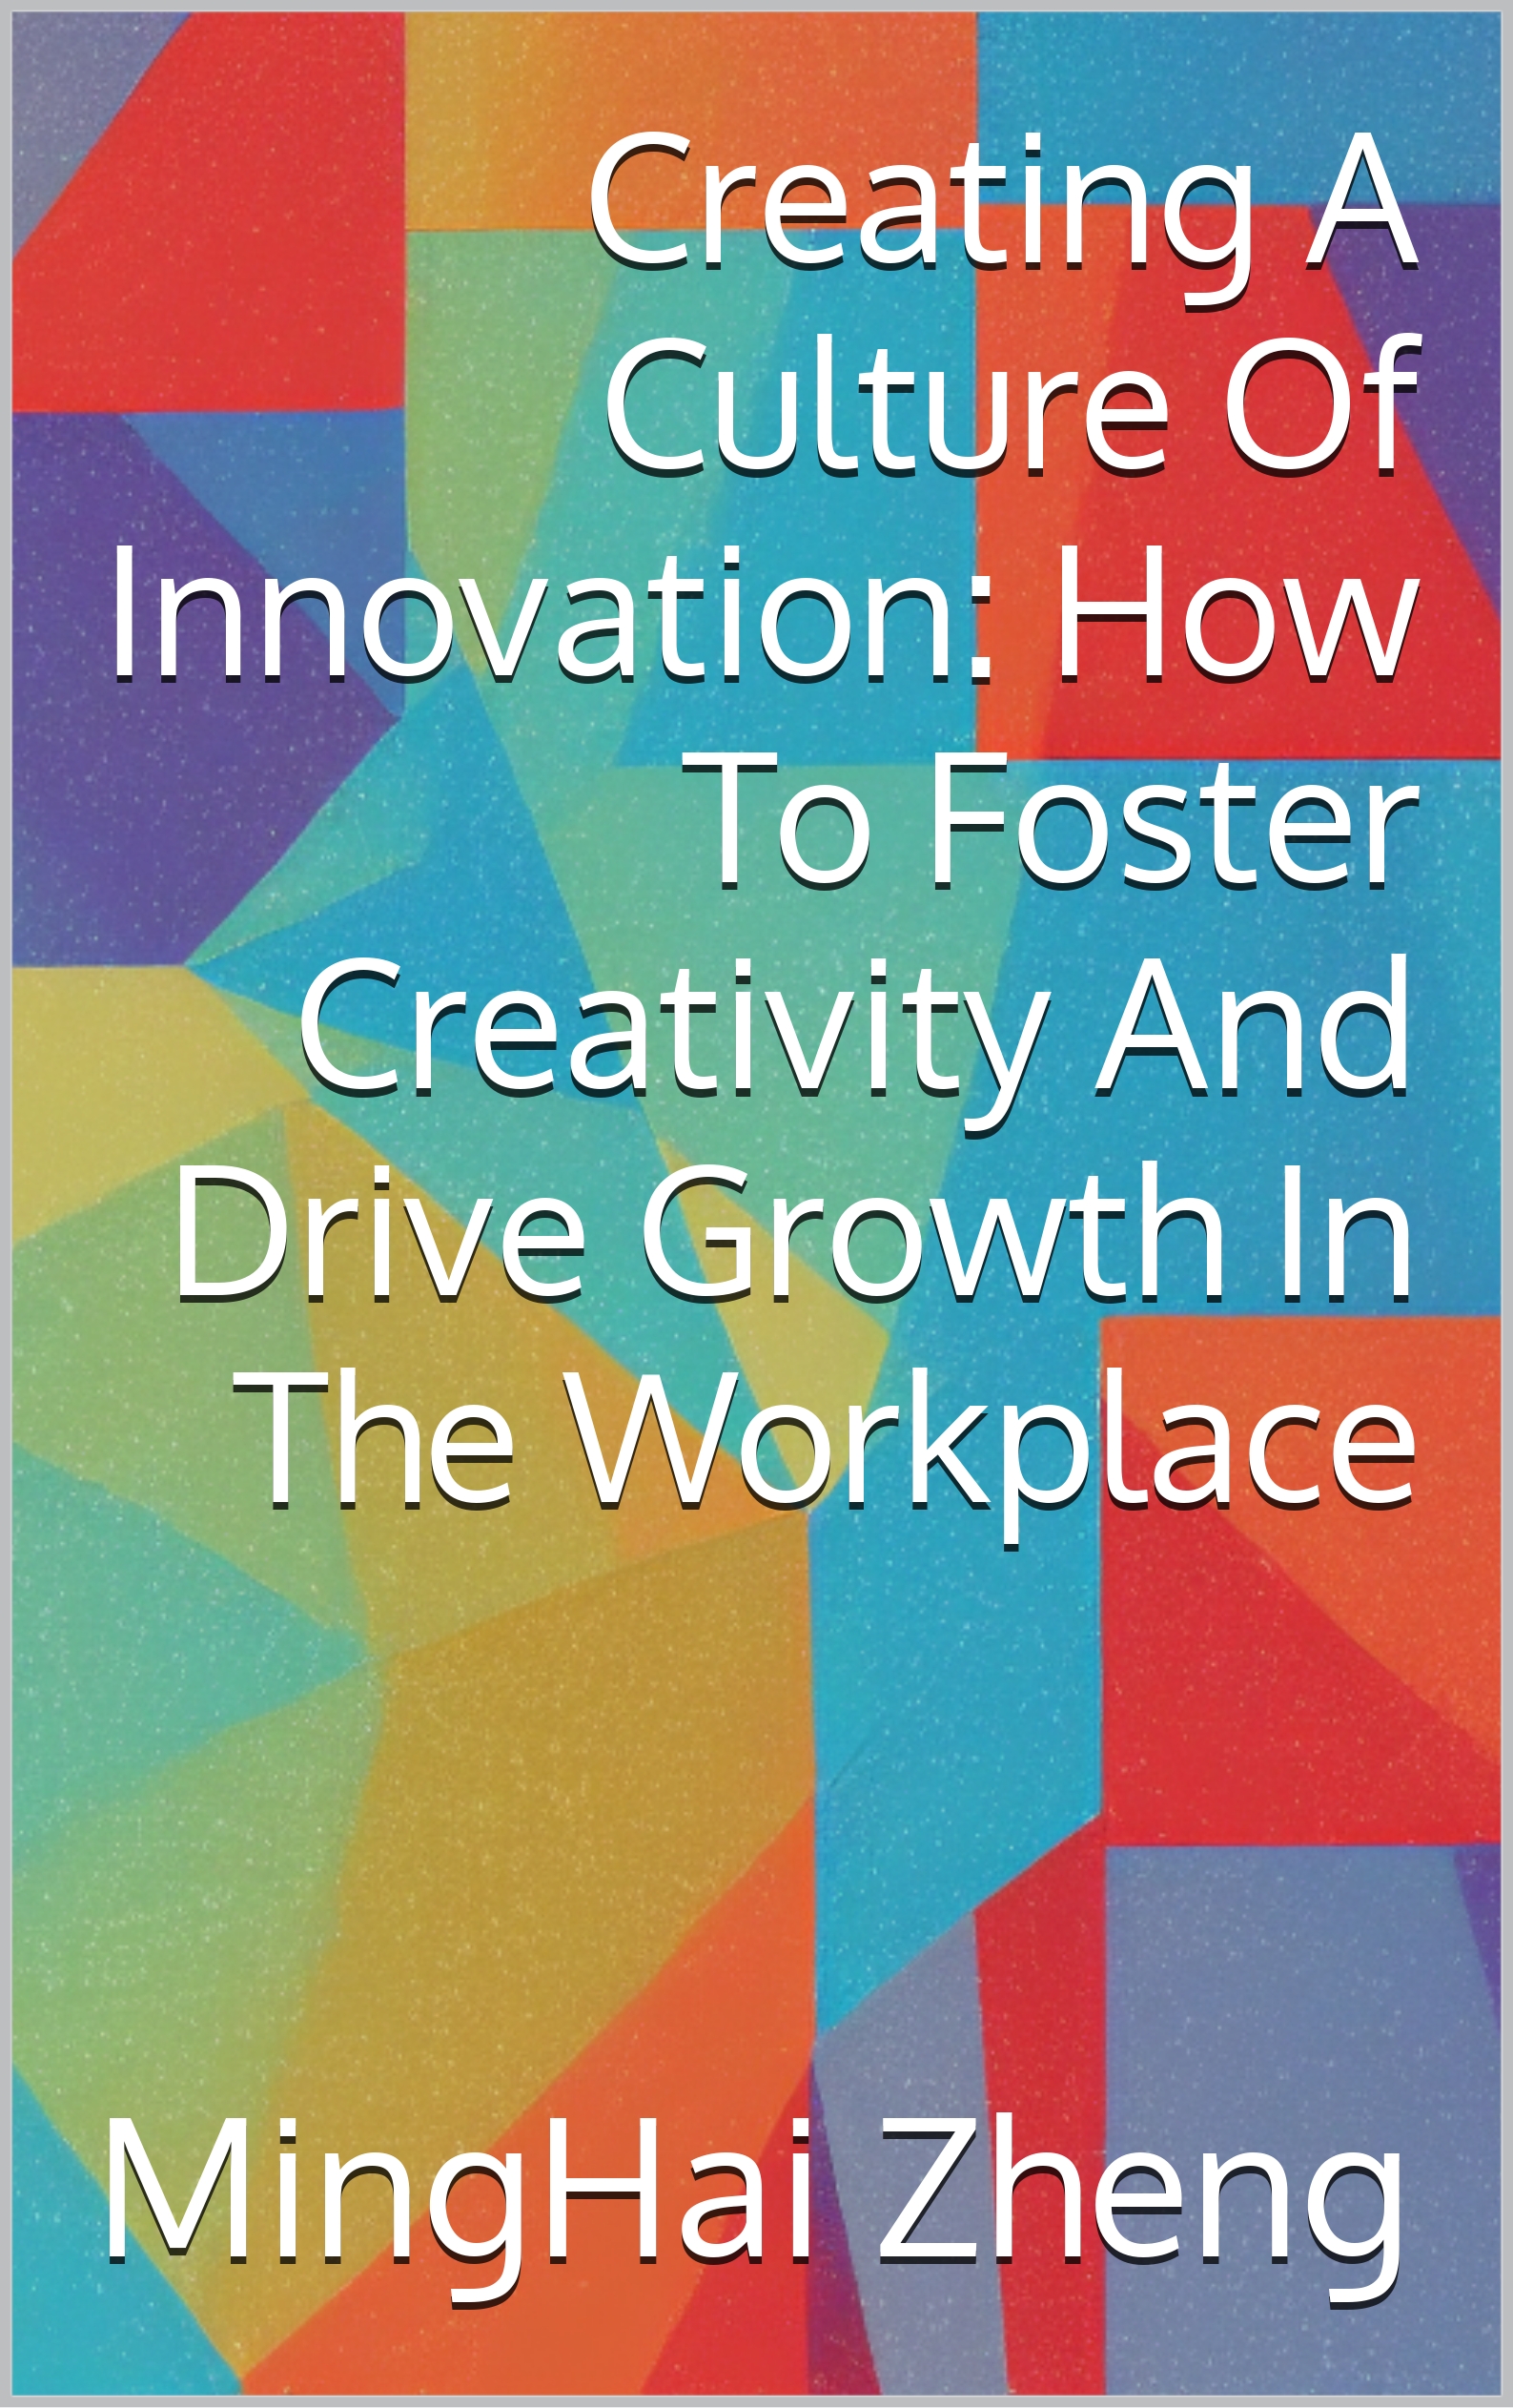 Creating A
Culture Of
Innovation: How
To Foster
Creativity And
Drive Growth In
The Workplace
MingHai Zheng